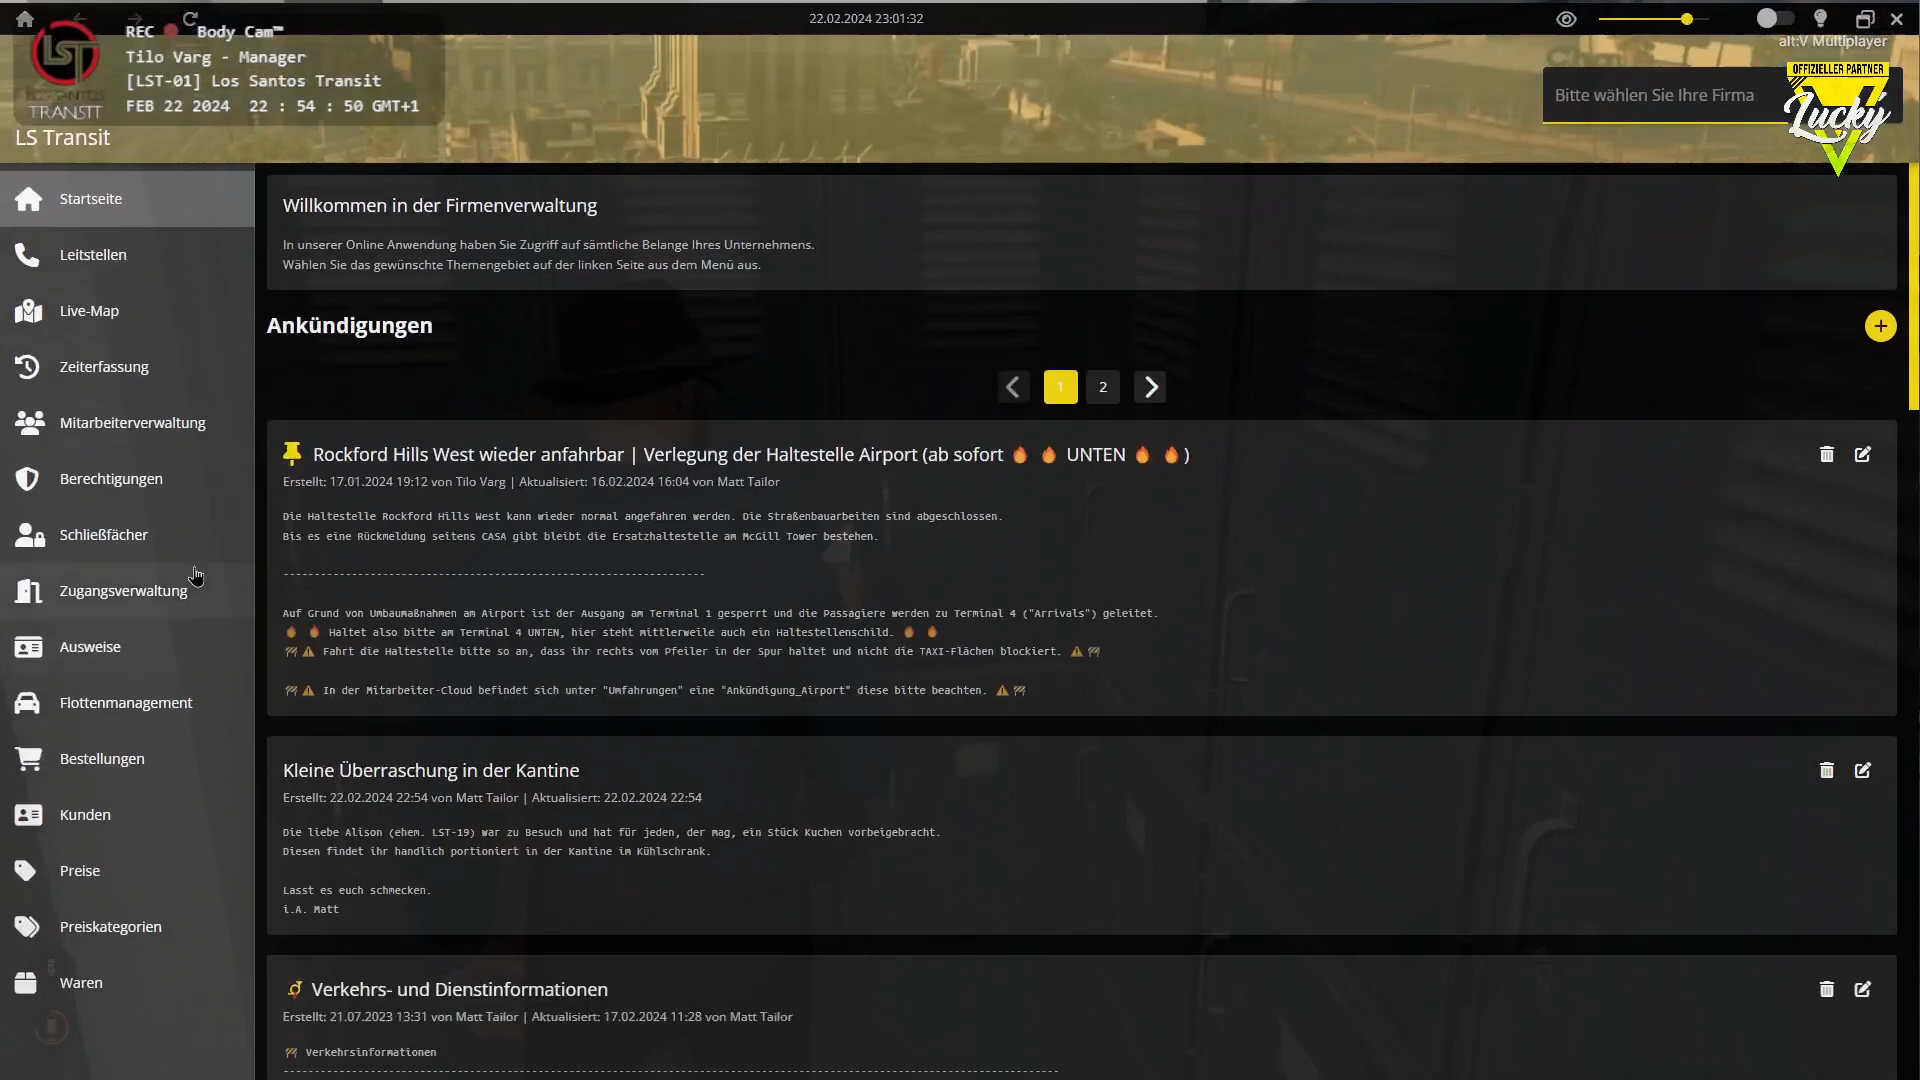 22.02.2024 23:01:32
alt:V Multiplayer
REC Body Cam™
Tilo Varg - Manager
[LST-01] Los Santos Transit
FEB 22 2024 22 : 54 : 50 GMT+1
LST
LOS SANTOS
TRANSIT
LS Transit
Bitte wählen Sie Ihre Firma
OFFIZIELLER PARTNER
Lucky
V
Startseite
Leitstellen
Live-Map
Zeiterfassung
Mitarbeiterverwaltung
Berechtigungen
Schließfächer
Zugangsverwaltung
Ausweise
Flottenmanagement
Bestellungen
Kunden
Preise
Preiskategorien
Waren
Willkommen in der Firmenverwaltung
In unserer Online Anwendung haben Sie Zugriff auf sämtliche Belange Ihres Unternehmens.
Wählen Sie das gewünschte Themengebiet auf der linken Seite aus dem Menü aus.
Ankündigungen
1 2
Rockford Hills West wieder anfahrbar | Verlegung der Haltestelle Airport (ab sofort 🔥 🔥 UNTEN 🔥 🔥 )
Erstellt: 17.01.2024 19:12 von Tilo Varg | Aktualisiert: 16.02.2024 16:04 von Matt Tailor
Die Haltestelle Rockford Hills West kann wieder normal angefahren werden. Die Straßenbauarbeiten sind abgeschlossen.
Bis es eine Rückmeldung seitens CASA gibt bleibt die Ersatzhaltestelle am McGill Tower bestehen.
--------------------------------------------------------------------
Auf Grund von Umbaumaßnahmen am Airport ist der Ausgang am Terminal 1 gesperrt und die Passagiere werden zu Terminal 4 ("Arrivals") geleitet.
🔥 🔥 Haltet also bitte am Terminal 4 UNTEN, hier steht mittlerweile auch ein Haltestellenschild. 🔥 🔥
🚧 ⚠ Fahrt die Haltestelle bitte so an, dass ihr rechts vom Pfeiler in der Spur haltet und nicht die TAXI-Flächen blockiert. ⚠ 🚧
🚧 ⚠ In der Mitarbeiter-Cloud befindet sich unter "Umfahrungen" eine "Ankündigung_Airport" diese bitte beachten. ⚠ 🚧
Kleine Überraschung in der Kantine
Erstellt: 22.02.2024 22:54 von Matt Tailor | Aktualisiert: 22.02.2024 22:54
Die liebe Alison (ehem. LST-19) war zu Besuch und hat für jeden, der mag, ein Stück Kuchen vorbeigebracht.
Diesen findet ihr handlich portioniert in der Kantine im Kühlschrank.
Lasst es euch schmecken.
i.A. Matt
Verkehrs- und Dienstinformationen
Erstellt: 21.07.2023 13:31 von Matt Tailor | Aktualisiert: 17.02.2024 11:28 von Matt Tailor
🚧 Verkehrsinformationen